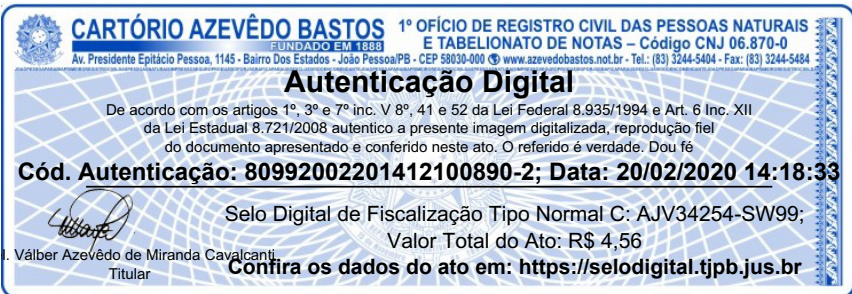 CARTÓRIO AZEVÊDO BASTOS
FUNDADO EM 1888
1º OFÍCIO DE REGISTRO CIVIL DAS PESSOAS NATURAIS
E TABELIONATO DE NOTAS – Código CNJ 06.870-0
Av. Presidente Epitácio Pessoa, 1145 - Bairro Dos Estados - João Pessoa/PB - CEP 58030-000 www.azevedobastos.not.br - Tel.: (83) 3244-5404 - Fax: (83) 3244-5484
Autenticação Digital
De acordo com os artigos 1º, 3º e 7º inc. V 8º, 41 e 52 da Lei Federal 8.935/1994 e Art. 6 Inc. XII
da Lei Estadual 8.721/2008 autentico a presente imagem digitalizada, reprodução fiel
do documento apresentado e conferido neste ato. O referido é verdade. Dou fé
Cód. Autenticação: 80992002201412100890-2; Data: 20/02/2020 14:18:33
Selo Digital de Fiscalização Tipo Normal C: AJV34254-SW99;
Valor Total do Ato: R$ 4,56
l. Válber Azevêdo de Miranda Cavalcanti
Titular
Confira os dados do ato em: https://selodigital.tjpb.jus.br